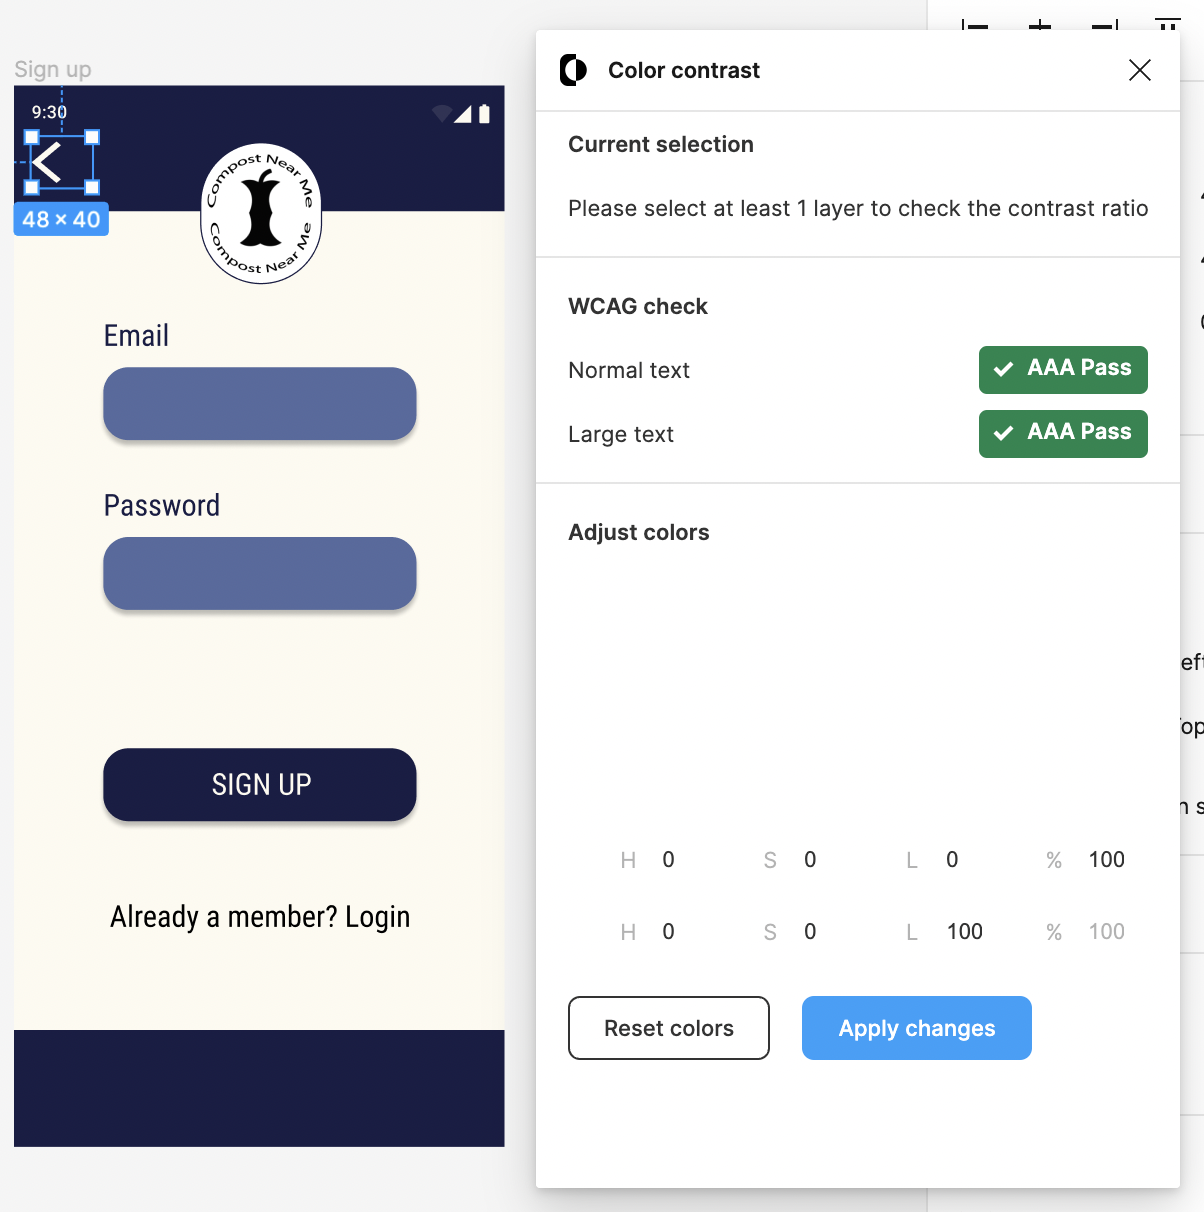 Sign up
9:30
48 × 40
Compost Near Me
Compost Near Me
Email
Password
SIGN UP
Already a member? Login
Color contrast
Current selection
Please select at least 1 layer to check the contrast ratio
WCAG check
Normal text
AAA Pass
Large text
AAA Pass
Adjust colors
H 0 S 0 L 0 % 100
H 0 S 0 L 100 % 100
Reset colors
Apply changes